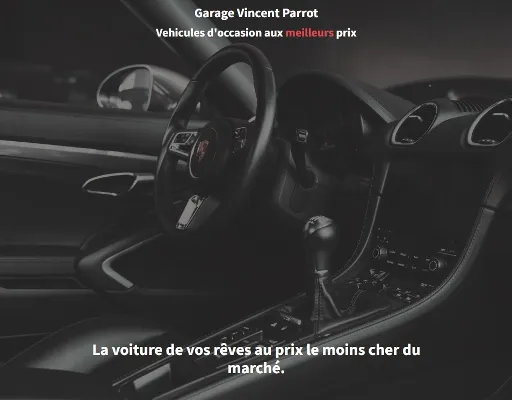 Garage Vincent Parrot
Vehicules d'occasion aux meilleurs prix
La voiture de vos rêves au prix le moins cher du
marché.